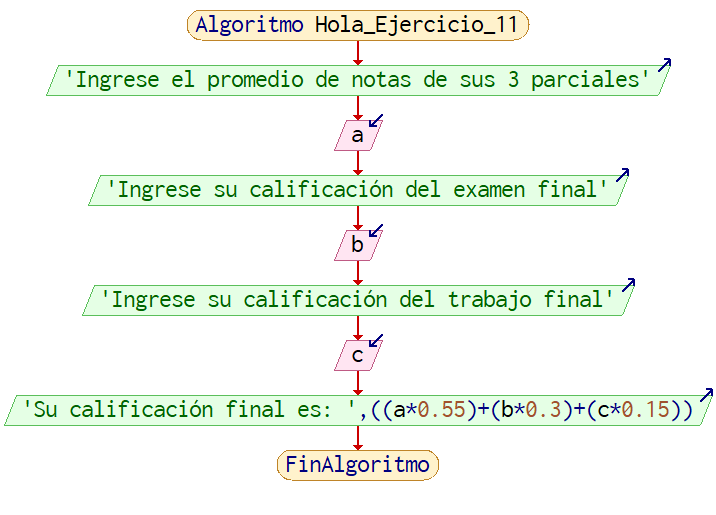 Algoritmo Hola_Ejercicio_11
'Ingrese el promedio de notas de sus 3 parciales'
a
'Ingrese su calificación del examen final'
b
'Ingrese su calificación del trabajo final'
c
'Su calificación final es: ',((a*0.55)+(b*0.3)+(c*0.15))
FinAlgoritmo